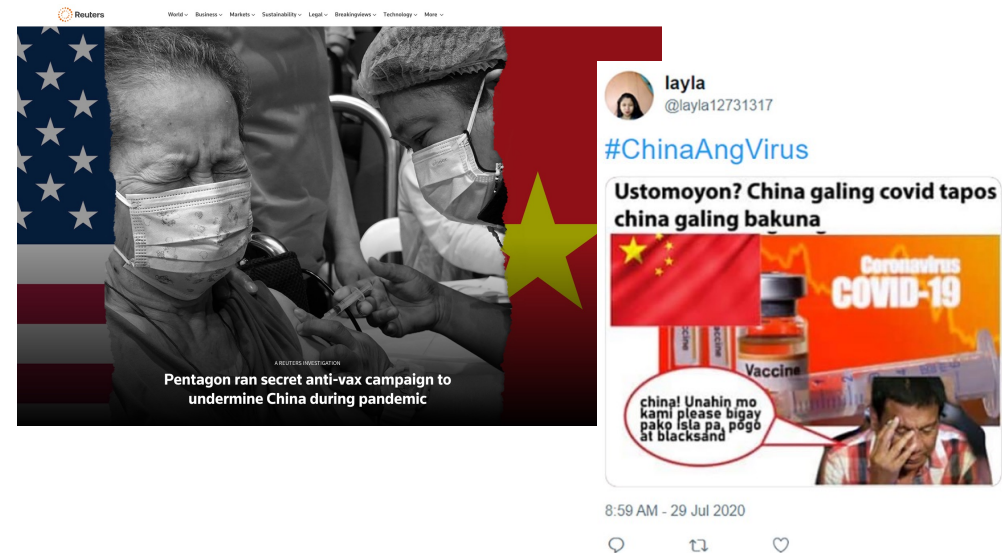 Reuters
World Business Markets Sustainability Legal Breakingviews Technology More
A REUTERS INVESTIGATION
Pentagon ran secret anti-vax campaign to
undermine China during pandemic
layla
@layla12731317
#ChinaAngVirus
Ustomoyon? China galing covid tapos
china galing bakuna
Coronavirus
COVID-19
vaccine
Vaccine
china! Unahin mo
kami please bigay
pako isla pa, pogo
at blacksand
8:59 AM - 29 Jul 2020